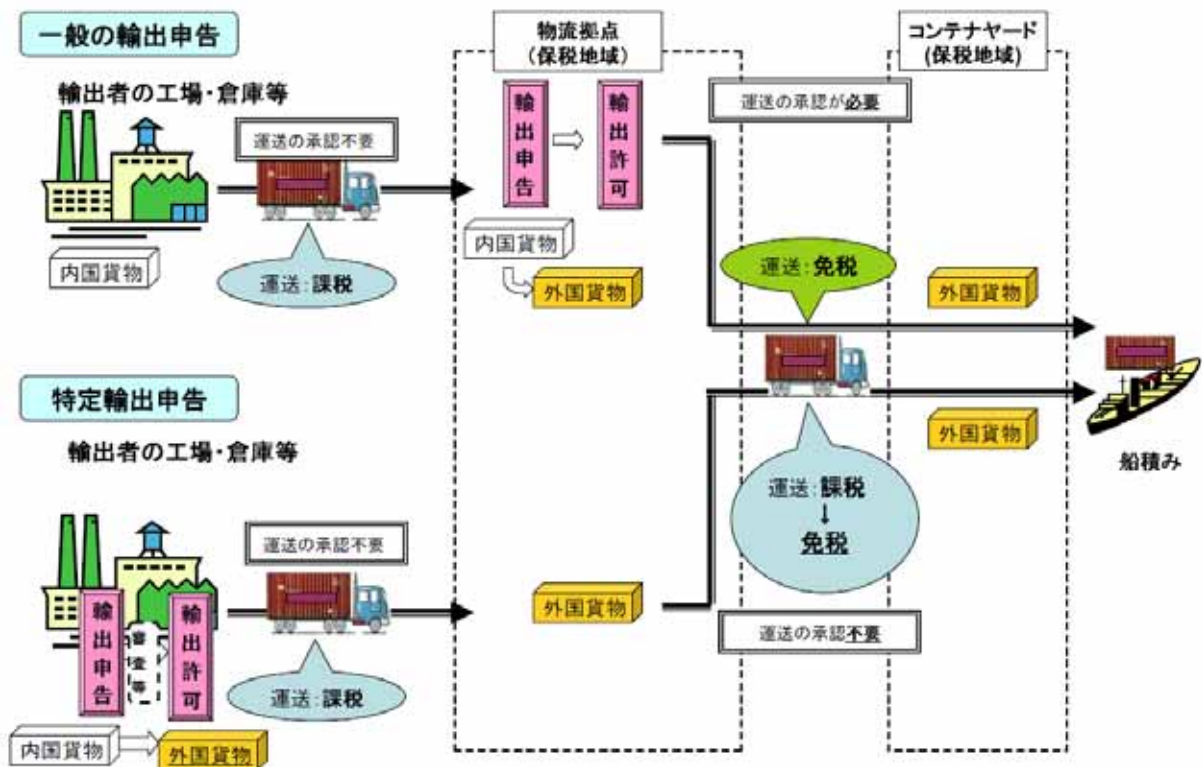 一般の輸出申告
物流拠点
（保税地域）
コンテナヤード
(保税地域)
輸出者の工場・倉庫等
運送の承認不要
輸出申告
輸出許可
運送の承認が必要
内国貨物
運送：課税
内国貨物
外国貨物
運送：免税
外国貨物
特定輸出申告
輸出者の工場・倉庫等
外国貨物
船積み
運送：課税
↓
免税
運送の承認不要
輸出申告
審査等
輸出許可
外国貨物
運送の承認不要
運送：課税
内国貨物
外国貨物